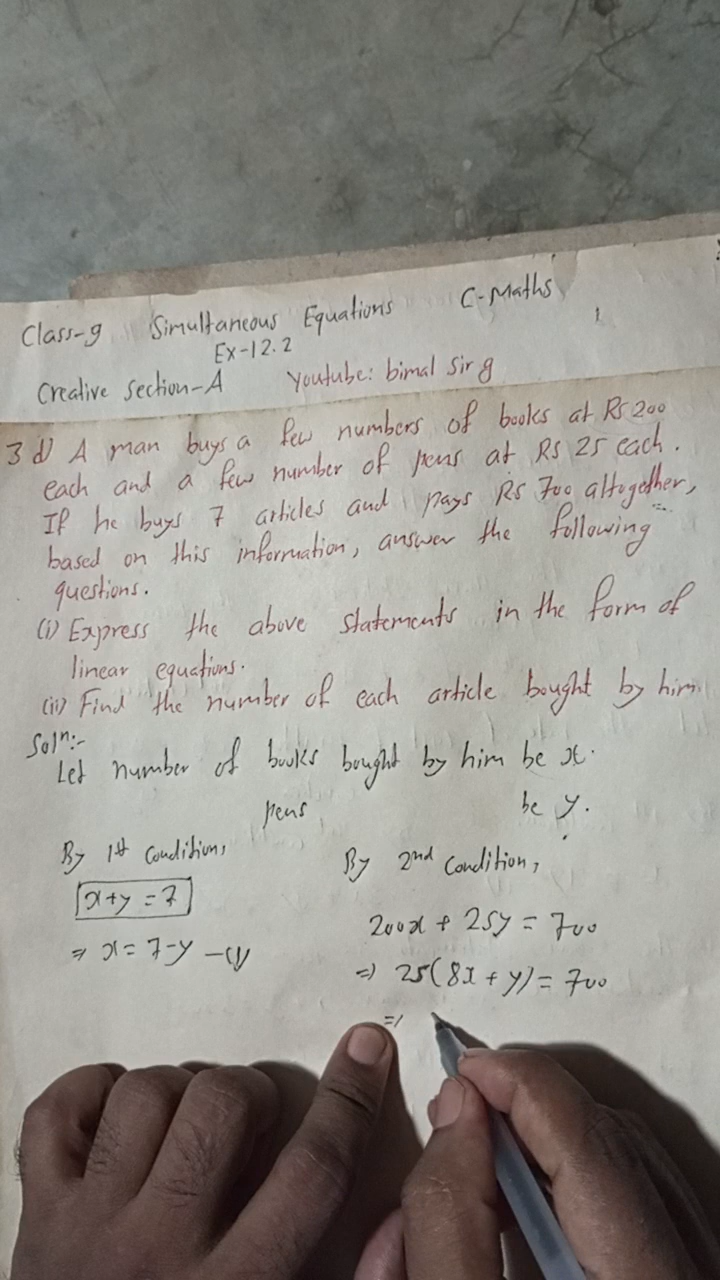 Class-9 Simultaneous Equations C-Maths
Ex-12.2
Creative Section-A Youtube: bimal Sir g
3 d) A man buys a few numbers of books at Rs 200
each and a few number of pens at Rs 25 each.
If he buys 7 articles and pays Rs 700 altogether,
based on this information, answer the following
questions.
(i) Express the above statements in the form of
linear equations.
(ii) Find the number of each article bought by him
Solⁿ:-
Let number of books bought by him be x.
pens be y.
By 1st Condition,
x+y = 7
⇒ x = 7-y -(1)
By 2nd Condition,
200x + 25y = 700
⇒ 25(8x + y) = 700
⇒